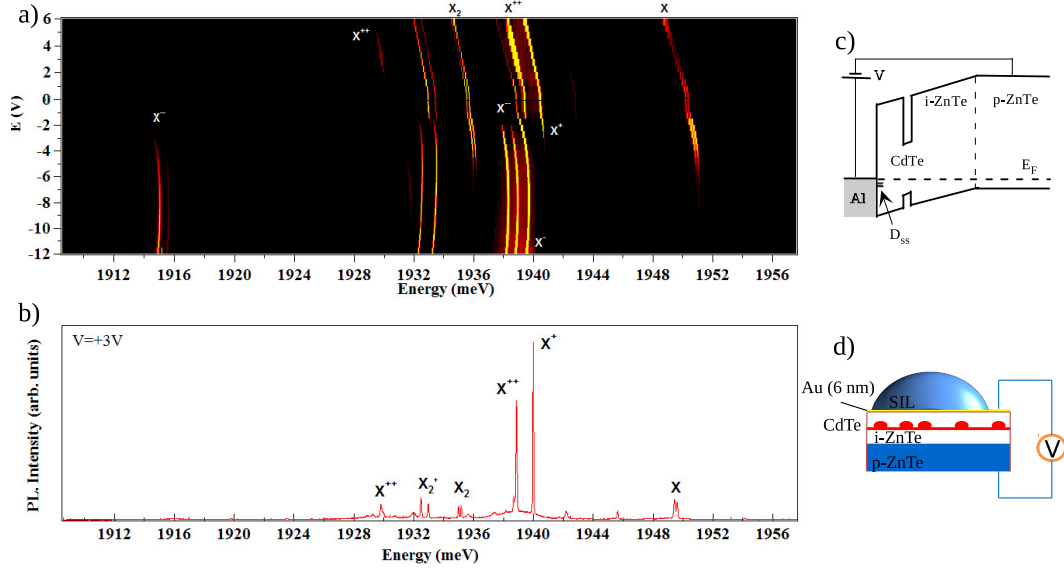 a)
X₂ X⁺⁺ X
6
4
2
0
-2
-4
-6
-8
-10
-12
E (V)
X⁺⁺
X⁻⁻ X⁻⁻ X⁺
X⁻
1912 1916 1920 1924 1928 1932 1936 1940 1944 1948 1952 1956
Energy (meV)
b)
V=+3V
PL. Intensity (arb. units)
X⁺⁺ X₂⁺ X₂ X⁺⁺ X⁺ X
1912 1916 1920 1924 1928 1932 1936 1940 1944 1948 1952 1956
Energy (meV)
c)
V
i-ZnTe p-ZnTe
CdTe
E_F
Al
D_ss
d)
Au (6 nm)
SIL
CdTe
i-ZnTe
p-ZnTe
V